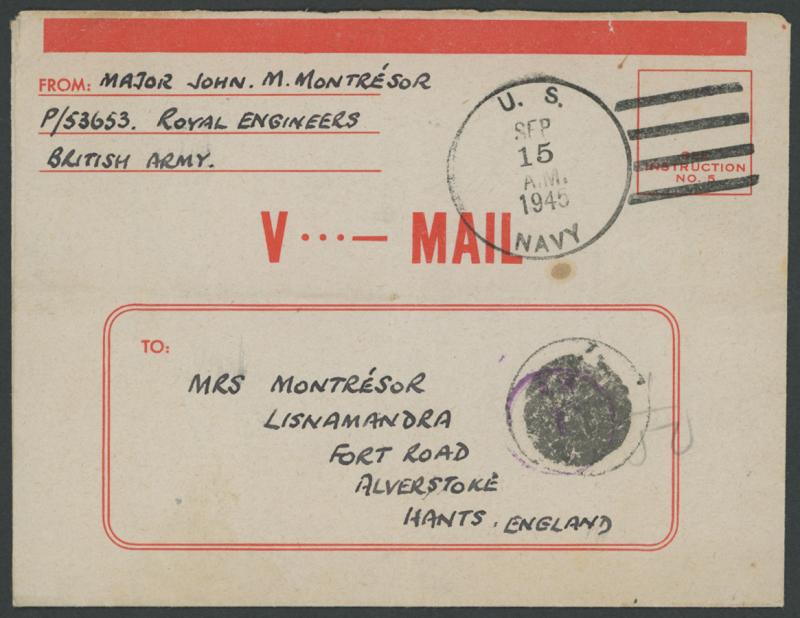 FROM: MAJOR JOHN. M. MONTRÉSOR
P/53653. ROYAL ENGINEERS
BRITISH ARMY.
U. S.
SEP
15
A.M.
1945
NAVY
INSTRUCTION
NO. 5
V ···— MAIL
TO:
MRS MONTRÉSOR
LISNAMANDRA
FORT ROAD
ALVERSTOKE
HANTS. ENGLAND